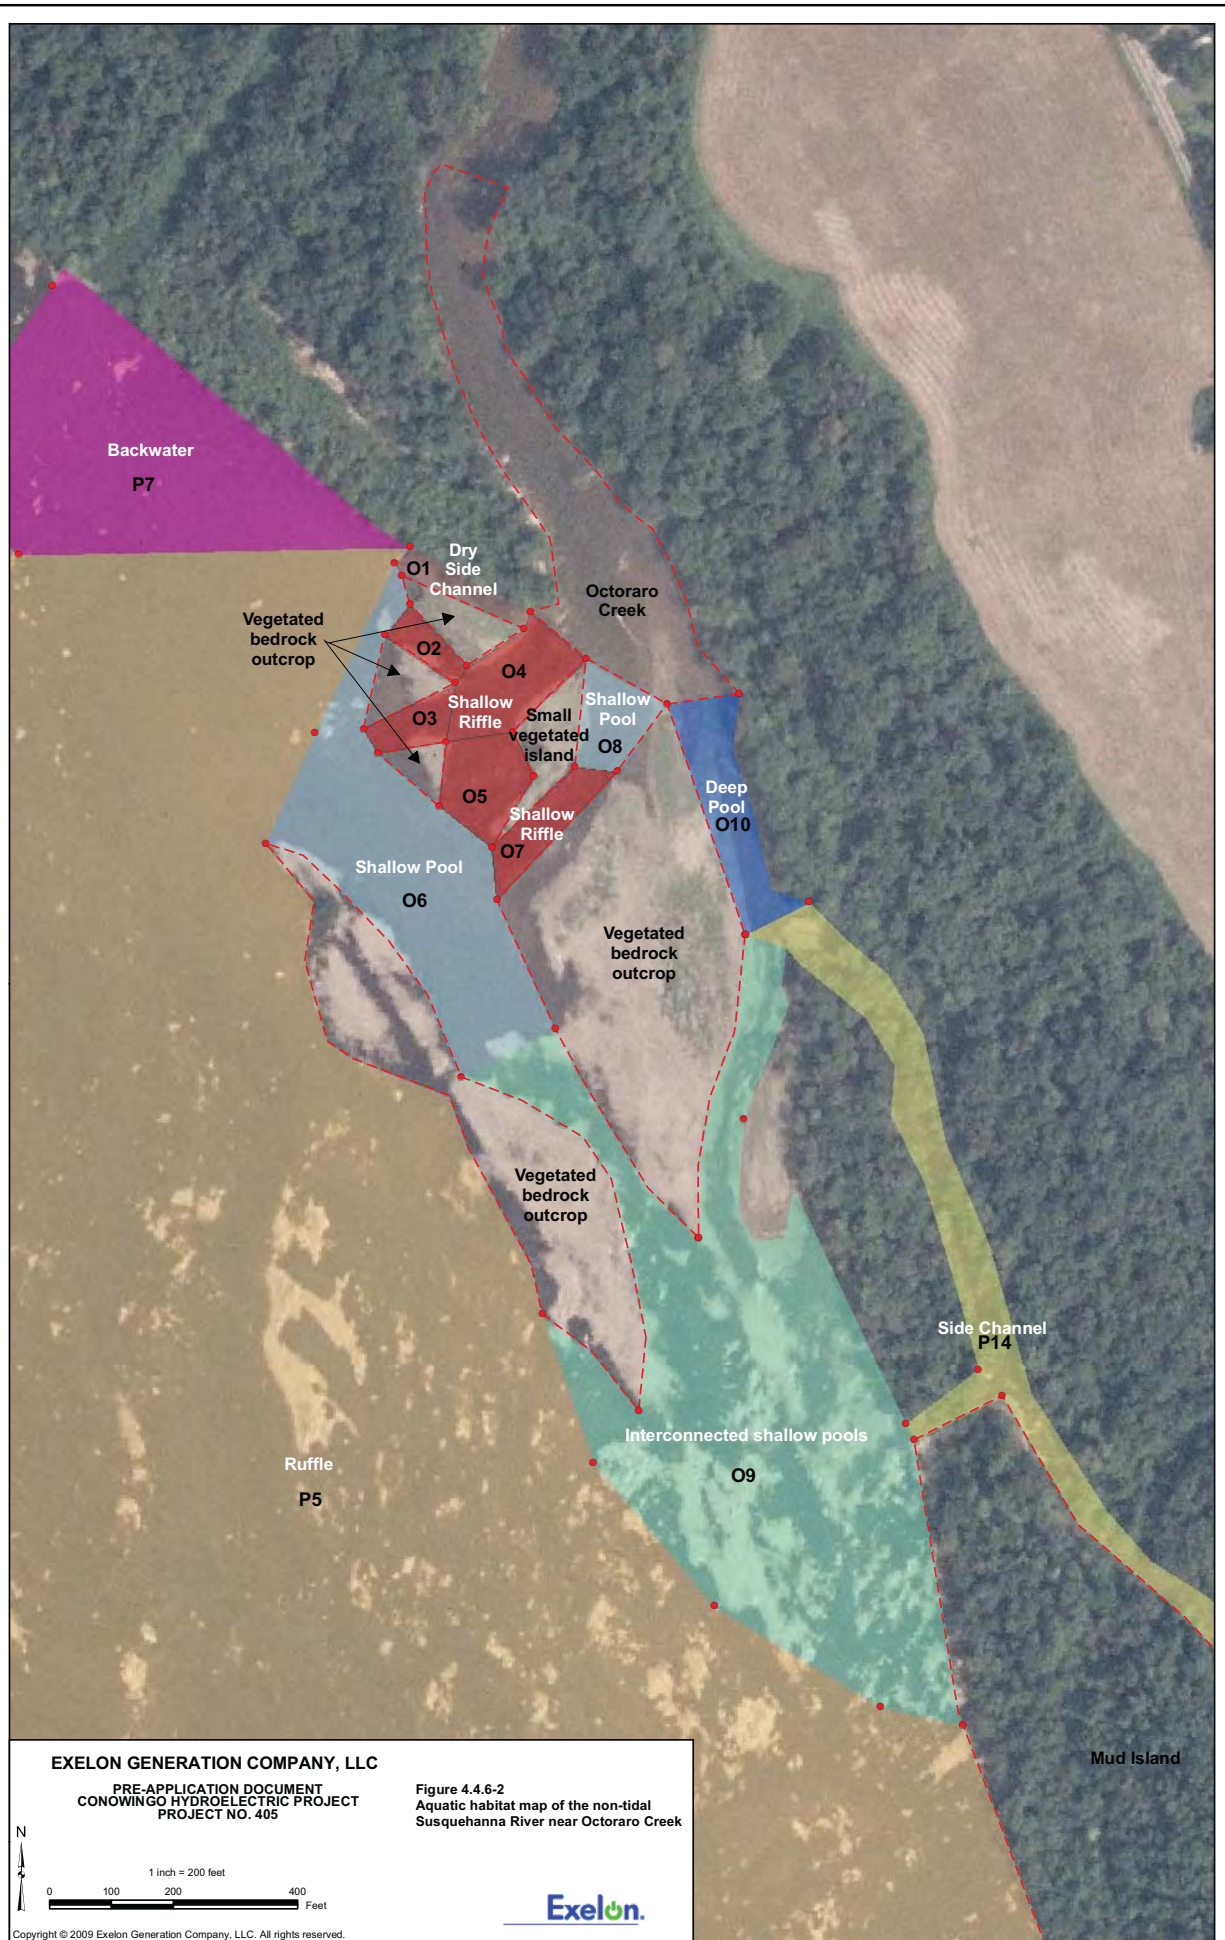 Backwater
P7
Dry
Side
Channel
O1
Octoraro
Creek
Vegetated
bedrock
outcrop
O2
O4
Shallow
Riffle
O3
Shallow
Pool
O8
Small
vegetated
island
Deep
Pool
O10
O5
Shallow
Riffle
O7
Shallow Pool
O6
Vegetated
bedrock
outcrop
Vegetated
bedrock
outcrop
Side Channel
P14
Interconnected shallow pools
O9
Ruffle
P5
Mud Island
EXELON GENERATION COMPANY, LLC
PRE-APPLICATION DOCUMENT
CONOWINGO HYDROELECTRIC PROJECT
PROJECT NO. 405
Figure 4.4.6-2
Aquatic habitat map of the non-tidal
Susquehanna River near Octoraro Creek
N
1 inch = 200 feet
0 100 200 400
Feet
Exelon.
Copyright © 2009 Exelon Generation Company, LLC. All rights reserved.